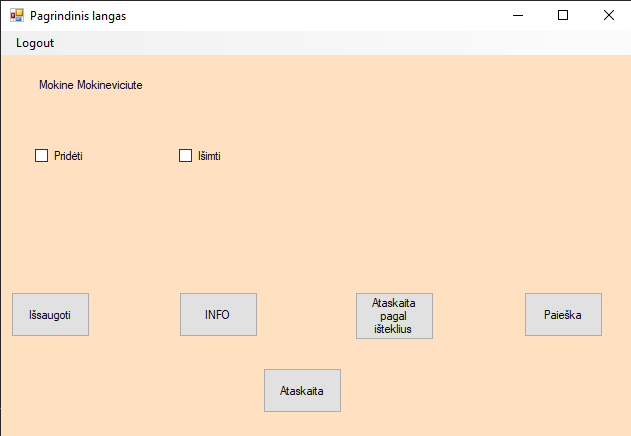 Pagrindinis langas
Logout
Mokine Mokineviciute
Pridėti
Išimti
Išsaugoti
INFO
Ataskaita
pagal
išteklius
Paieška
Ataskaita